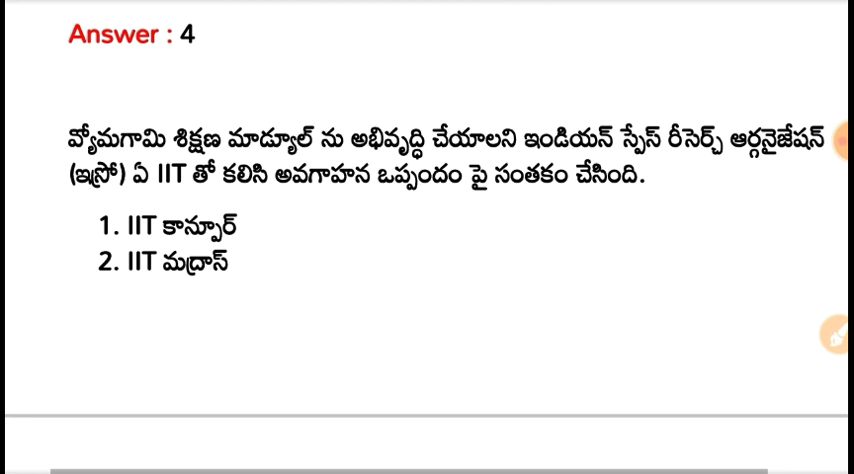 Answer : 4
వ్యోమగామి శిక్షణ మాడ్యూల్ ను అభివృద్ధి చేయాలని ఇండియన్ స్పేస్ రీసెర్చ్ ఆర్గనైజేషన్
(ఇస్రో) ఏ IIT తో కలిసి అవగాహన ఒప్పందం పై సంతకం చేసింది.
1. IIT కాన్పూర్
2. IIT మద్రాస్